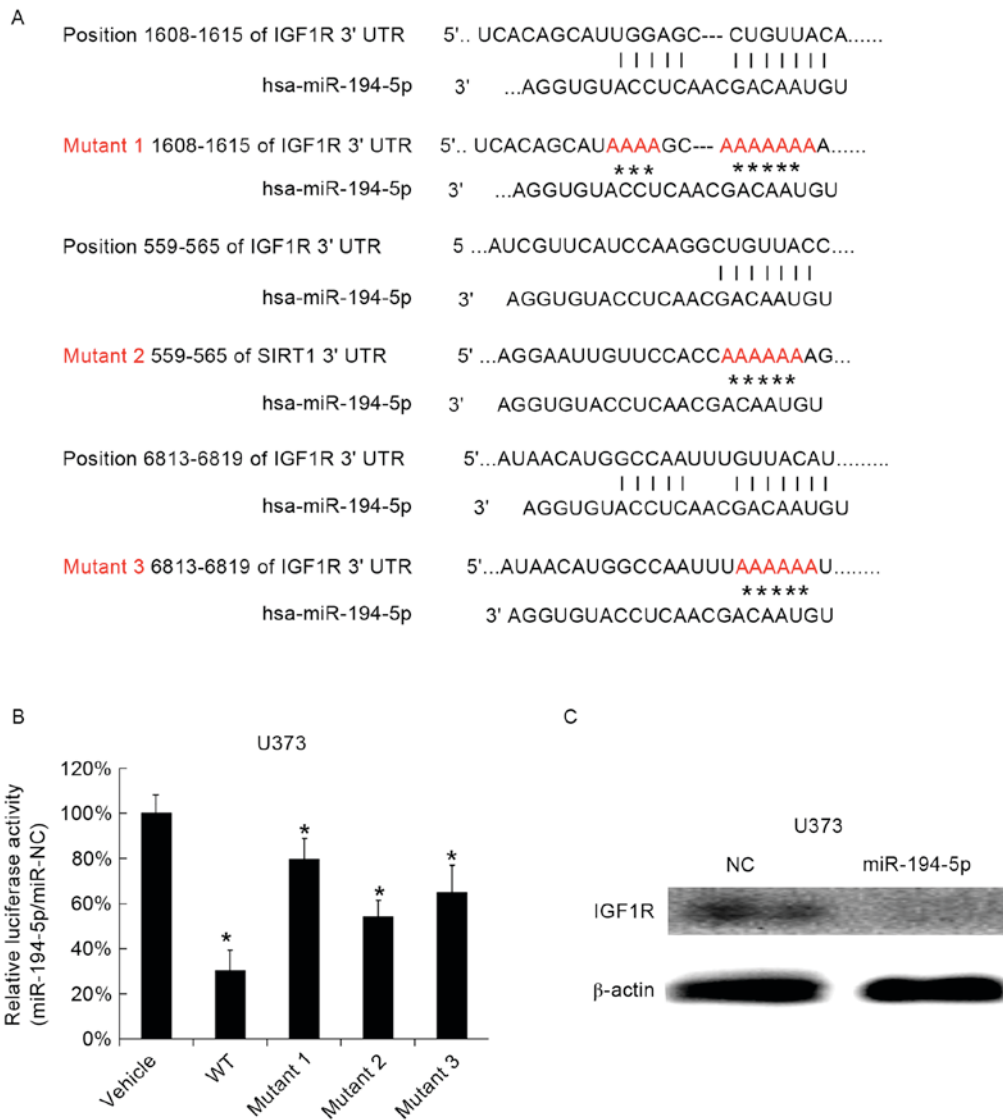 A
Position 1608-1615 of IGF1R 3' UTR 5'.. UCACAGCAUUGGAGC--- CUGUUACA......
hsa-miR-194-5p 3' ...AGGUGUACCUCAACGACAAUGU
Mutant 1 1608-1615 of IGF1R 3' UTR 5'.. UCACAGCAUAAAAGC--- AAAAAAAA......
*** *****
hsa-miR-194-5p 3' ...AGGUGUACCUCAACGACAAUGU
Position 559-565 of IGF1R 3' UTR 5 ...AUCGUUCAUCCAAGGCUGUUACC....
hsa-miR-194-5p 3' AGGUGUACCUCAACGACAAUGU
Mutant 2 559-565 of SIRT1 3' UTR 5' ...AGGAAUUGUUCCACCAAAAAAAG...
*****
hsa-miR-194-5p 3' AGGUGUACCUCAACGACAAUGU
Position 6813-6819 of IGF1R 3' UTR 5'...AUAACAUGGCCAAUUUGUUACAU.........
hsa-miR-194-5p 3' AGGUGUACCUCAACGACAAUGU
Mutant 3 6813-6819 of IGF1R 3' UTR 5'...AUAACAUGGCCAAUUUAAAAAAU........
*****
hsa-miR-194-5p 3' AGGUGUACCUCAACGACAAUGU
B
U373
Relative luciferase activity
(miR-194-5p/miR-NC)
120%
100%
80%
60%
40%
20%
0%
*
*
*
*
Vehicle
WT
Mutant 1
Mutant 2
Mutant 3
C
U373
NC miR-194-5p
IGF1R
β-actin